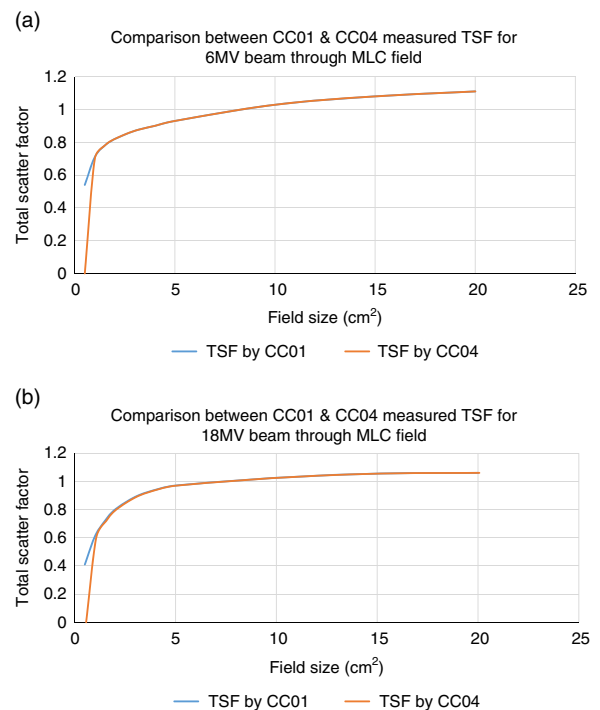 (a)
Comparison between CC01 & CC04 measured TSF for
6MV beam through MLC field
1.2
1
0.8
0.6
0.4
0.2
0
Total scatter factor
0 5 10 15 20 25
Field size (cm²)
TSF by CC01 TSF by CC04
(b)
Comparison between CC01 & CC04 measured TSF for
18MV beam through MLC field
1.2
1
0.8
0.6
0.4
0.2
0
Total scatter factor
0 5 10 15 20 25
Field size (cm²)
TSF by CC01 TSF by CC04